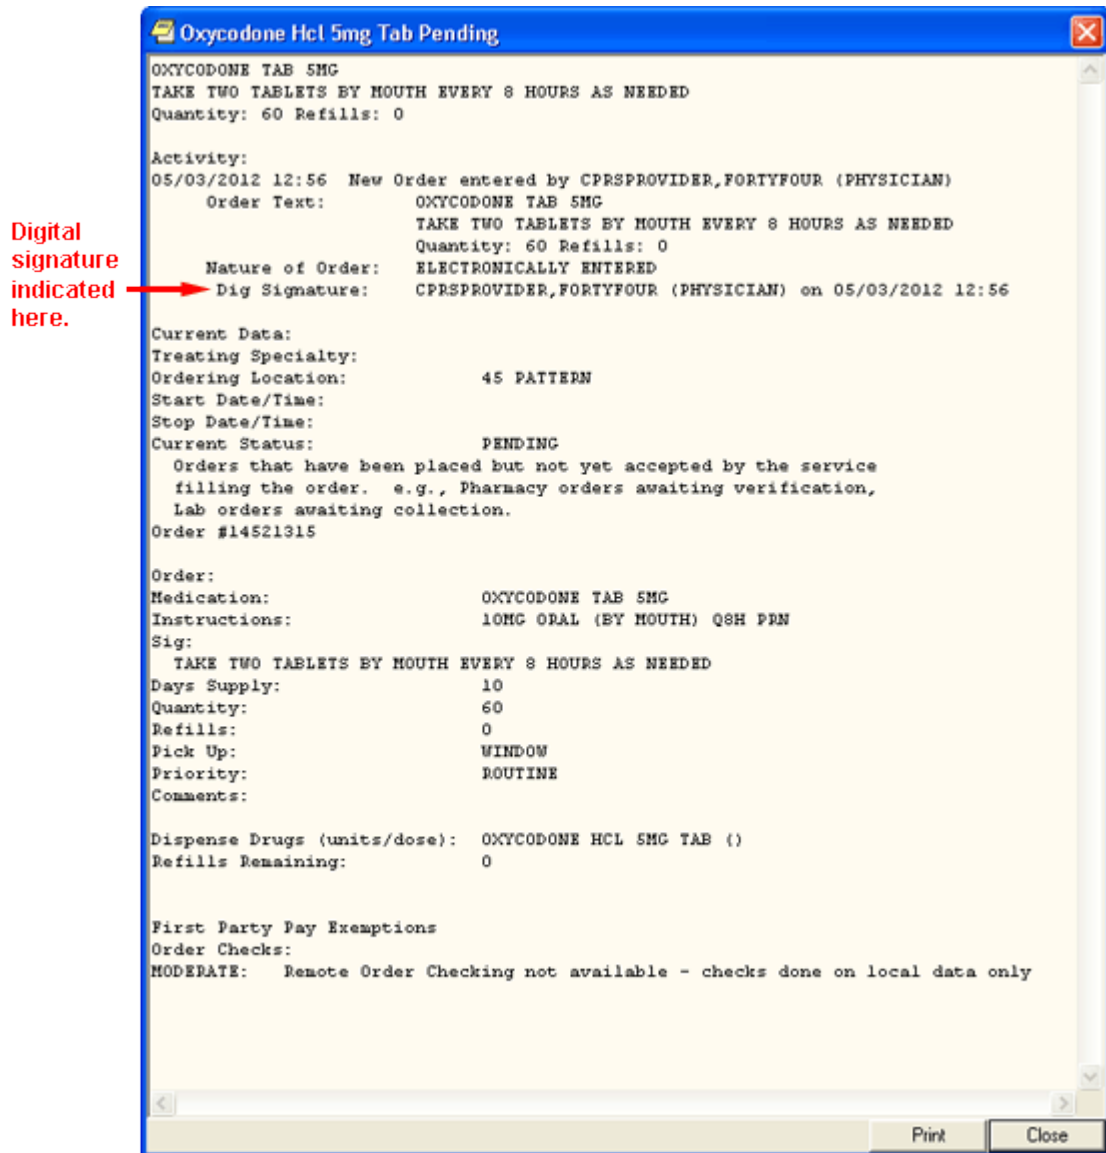 Oxycodone Hcl 5mg Tab Pending
OXYCODONE TAB 5MG
TAKE TWO TABLETS BY MOUTH EVERY 8 HOURS AS NEEDED
Quantity: 60 Refills: 0
Activity:
05/03/2012 12:56  New Order entered by CPRSPROVIDER,FORTYFOUR (PHYSICIAN)
Order Text: OXYCODONE TAB 5MG
TAKE TWO TABLETS BY MOUTH EVERY 8 HOURS AS NEEDED
Quantity: 60 Refills: 0
Nature of Order: ELECTRONICALLY ENTERED
Dig Signature: CPRSPROVIDER,FORTYFOUR (PHYSICIAN) on 05/03/2012 12:56
Digital
signature
indicated
here.
Current Data:
Treating Specialty:
Ordering Location: 45 PATTERN
Start Date/Time:
Stop Date/Time:
Current Status: PENDING
Orders that have been placed but not yet accepted by the service
filling the order.  e.g., Pharmacy orders awaiting verification,
Lab orders awaiting collection.
Order #14521315
Order:
Medication: OXYCODONE TAB 5MG
Instructions: 10MG ORAL (BY MOUTH) Q8H PRN
Sig:
TAKE TWO TABLETS BY MOUTH EVERY 8 HOURS AS NEEDED
Days Supply: 10
Quantity: 60
Refills: 0
Pick Up: WINDOW
Priority: ROUTINE
Comments:
Dispense Drugs (units/dose): OXYCODONE HCL 5MG TAB ()
Refills Remaining: 0
First Party Pay Exemptions
Order Checks:
MODERATE: Remote Order Checking not available - checks done on local data only
Print Close